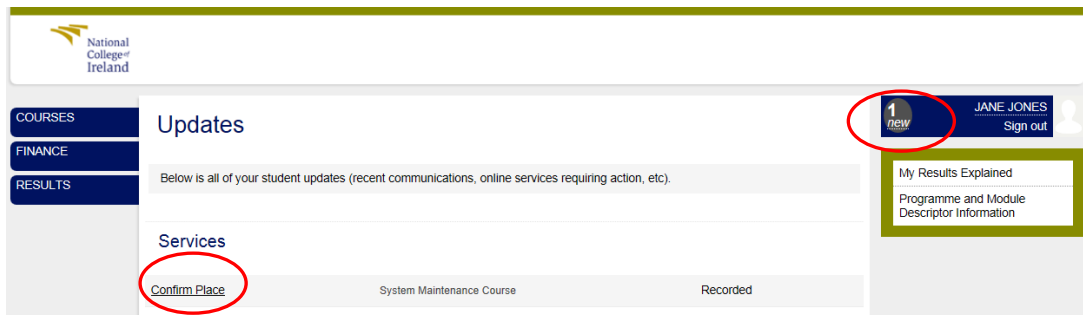 National
College of
Ireland
COURSES
FINANCE
RESULTS
Updates
Below is all of your student updates (recent communications, online services requiring action, etc).
Services
Confirm Place System Maintenance Course Recorded
1
new
JANE JONES
Sign out
My Results Explained
Programme and Module
Descriptor Information